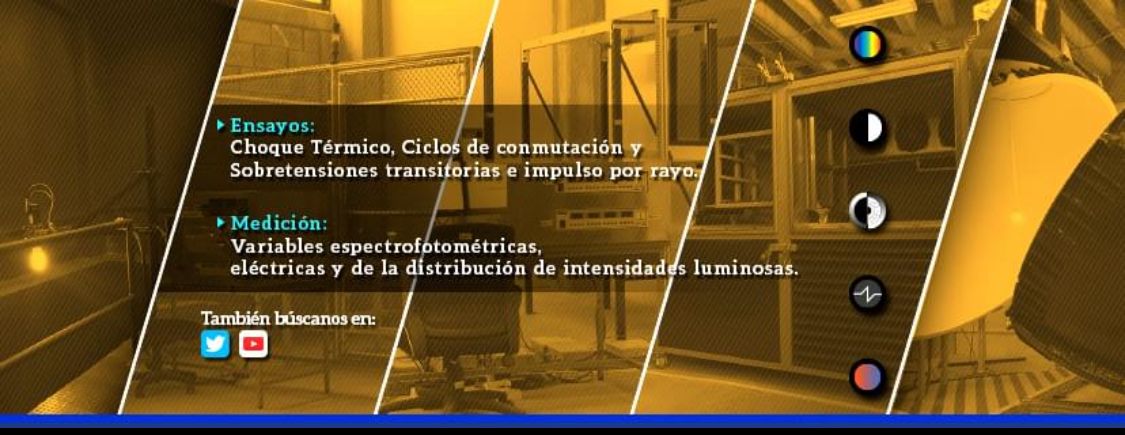 Ensayos:
Choque Térmico, Ciclos de conmutación y
Sobretensiones transitorias e impulso por rayo.
Medición:
Variables espectrofotométricas,
eléctricas y de la distribución de intensidades luminosas.
También búscanos en: